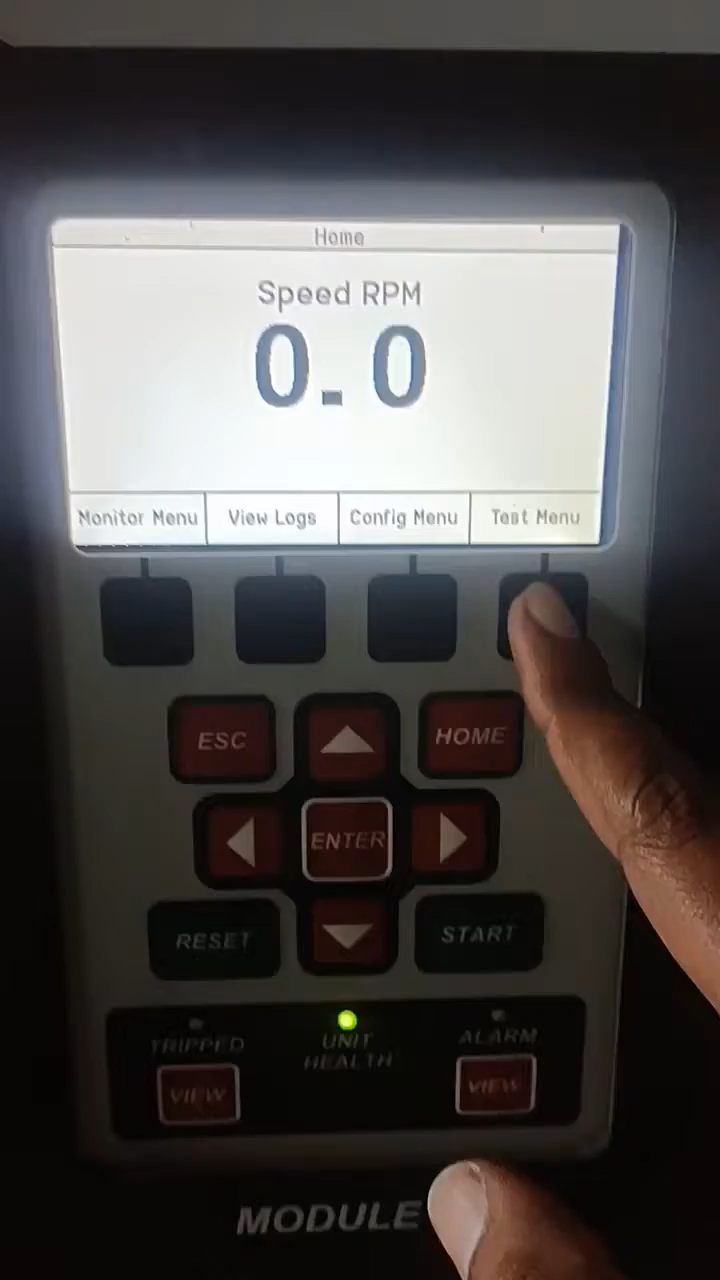 Home
Speed RPM
0.0
Monitor Menu View Logs Config Menu Test Menu
ESC HOME
ENTER
RESET START
TRIPPED UNIT HEALTH ALARM
VIEW VIEW
MODULE